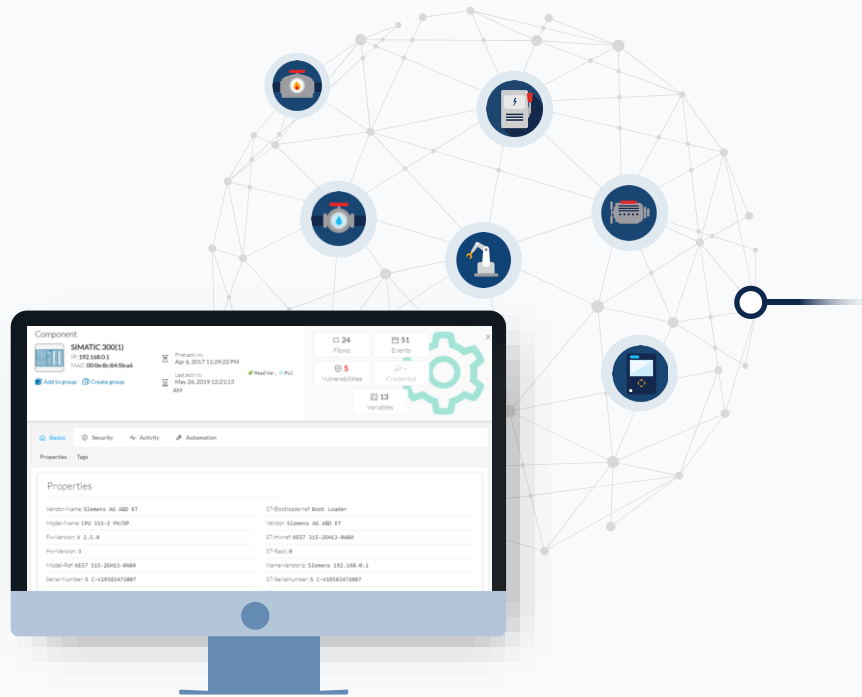 Component
SIMATIC 300(1)
IP: 192.168.0.1
MAC: 00:0e:8c:84:5b:a6
Add to group Create group
First activity
Apr 6, 2017 11:29:22 PM
Last activity
May 26, 2019 12:21:13
AM
Read Var... PLC
24
Flows
51
Events
5
Vulnerabilities
-
Credential
13
Variables
Basics Security Activity Automation
Properties Tags
Properties
Vendor-Name: Siemens AG A&D ET
S7-Bootloaderref: Boot Loader
Model-Name: CPU 315-2 PN/DP
Vendor: Siemens AG A&D ET
Fw-Version: V 2.5.0
S7-Hwref: 6ES7 315-2EH13-0AB0
Hw-Version: 3
S7-Rack: 0
Model-Ref: 6ES7 315-2EH13-0AB0
Name-Vendorip: Siemens 192.168.0.1
Serial-Number: S C-V1R583472007
S7-Serialnumber: S C-V1R583472007